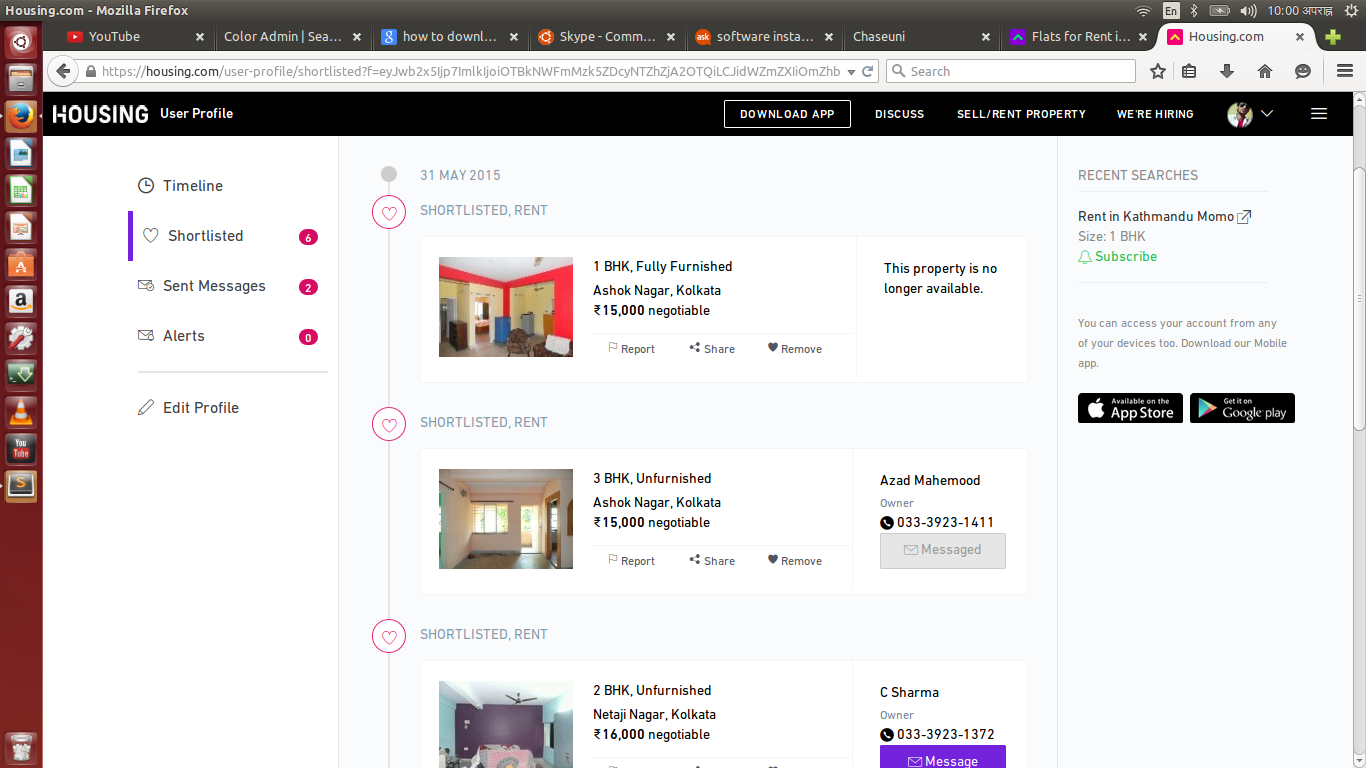 Housing.com - Mozilla Firefox
En
10:00 अपराह्न
YouTube
Color Admin | Sea...
how to downl...
Skype - Comm...
software insta...
Chaseuni
Flats for Rent i...
Housing.com
https://housing.com/user-profile/shortlisted?f=eyJwb2x5Ijp7ImlkIjoiOTBkNWFmMzk5ZDcyNTZhZjA2OTQiLCJidWZmZXIiOmZhb
Search
HOUSING
User Profile
DOWNLOAD APP
DISCUSS
SELL/RENT PROPERTY
WE'RE HIRING
Timeline
Shortlisted
6
Sent Messages
2
Alerts
0
Edit Profile
31 MAY 2015
SHORTLISTED, RENT
1 BHK, Fully Furnished
Ashok Nagar, Kolkata
₹15,000 negotiable
Report
Share
Remove
This property is no
longer available.
SHORTLISTED, RENT
3 BHK, Unfurnished
Ashok Nagar, Kolkata
₹15,000 negotiable
Report
Share
Remove
Azad Mahemood
Owner
033-3923-1411
Messaged
SHORTLISTED, RENT
2 BHK, Unfurnished
Netaji Nagar, Kolkata
₹16,000 negotiable
C Sharma
Owner
033-3923-1372
Message
RECENT SEARCHES
Rent in Kathmandu Momo
Size: 1 BHK
Subscribe
You can access your account from any
of your devices too. Download our Mobile
app.
Available on the
App Store
Get it on
Google play
a
You
Tube
S
ask